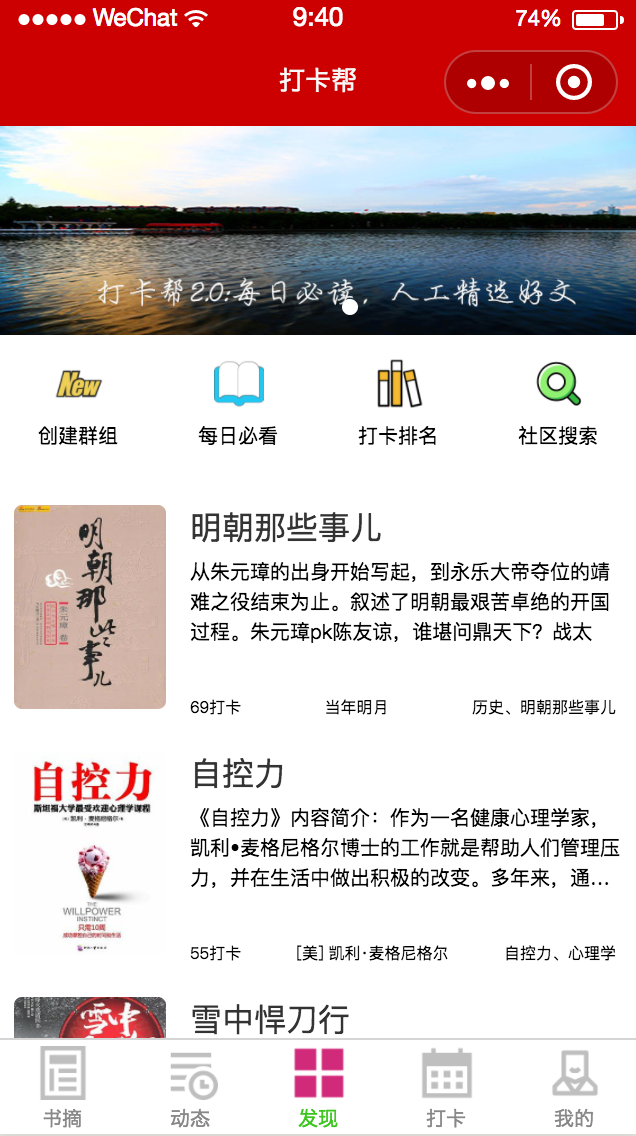 WeChat 9:40 74%
打卡帮
打卡帮2.0:每日必读，人工精选好文
New
创建群组 每日必看 打卡排名 社区搜索
明朝那些事儿
朱元璋 卷
明朝那些事儿
从朱元璋的出身开始写起，到永乐大帝夺位的靖
难之役结束为止。叙述了明朝最艰苦卓绝的开国
过程。朱元璋pk陈友谅，谁堪问鼎天下？战太
69打卡 当年明月 历史、明朝那些事儿
自控力
斯坦福大学最受欢迎心理学课程
THE
WILLPOWER
INSTINCT
只需10周
自控力
《自控力》内容简介：作为一名健康心理学家，
凯利•麦格尼格尔博士的工作就是帮助人们管理压
力，并在生活中做出积极的改变。多年来，通...
55打卡 [美] 凯利·麦格尼格尔 自控力、心理学
雪中
雪中悍刀行
书摘 动态 发现 打卡 我的